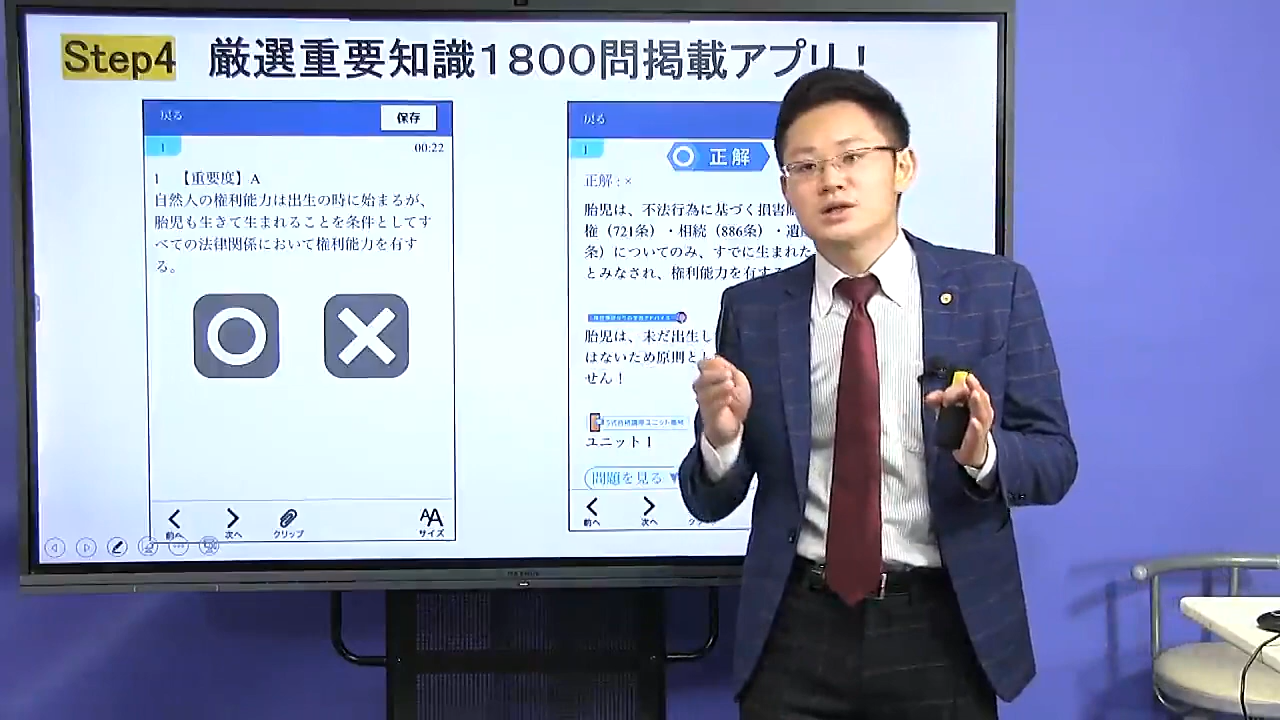 Step4 厳選重要知識1800問掲載アプリ！
戻る
保存
1
00:22
1 【重要度】A
自然人の権利能力は出生の時に始まるが、
胎児も生きて生まれることを条件としてす
べての法律関係において権利能力を有す
る。
前へ
次へ
クリップ
AA
サイズ
戻る
1
正解
正解：×
胎児は、不法行為に基づく損害
権（721条）・相続（886条）・遺
条）についてのみ、すでに生まれた
とみなされ、権利能力を有する
胎児は、未だ出生し
はないため原則とし
せん！
ユニット1
問題を見る ▼
前へ
次へ